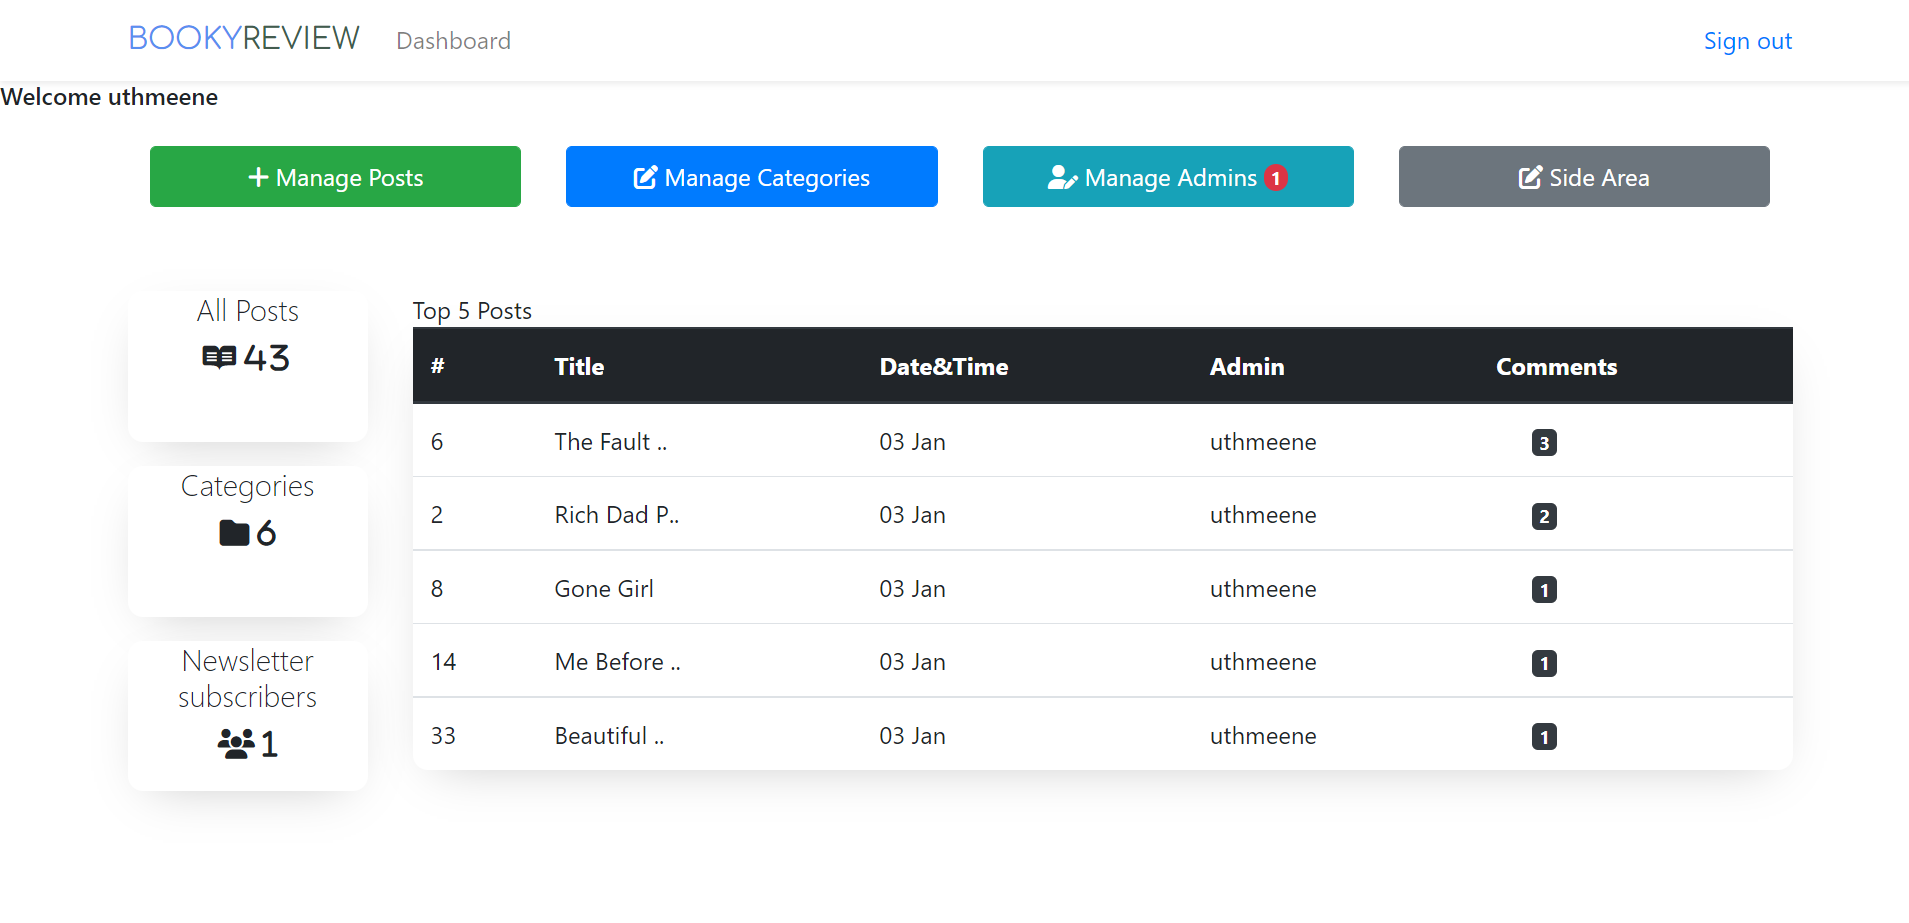 BOOKYREVIEW Dashboard Sign out
Welcome uthmeene
Manage Posts Manage Categories Manage Admins 1 Side Area
All Posts
43
Categories
6
Newsletter
subscribers
1
Top 5 Posts
# Title Date&Time Admin Comments
6 The Fault .. 03 Jan uthmeene 3
2 Rich Dad P.. 03 Jan uthmeene 2
8 Gone Girl 03 Jan uthmeene 1
14 Me Before .. 03 Jan uthmeene 1
33 Beautiful .. 03 Jan uthmeene 1